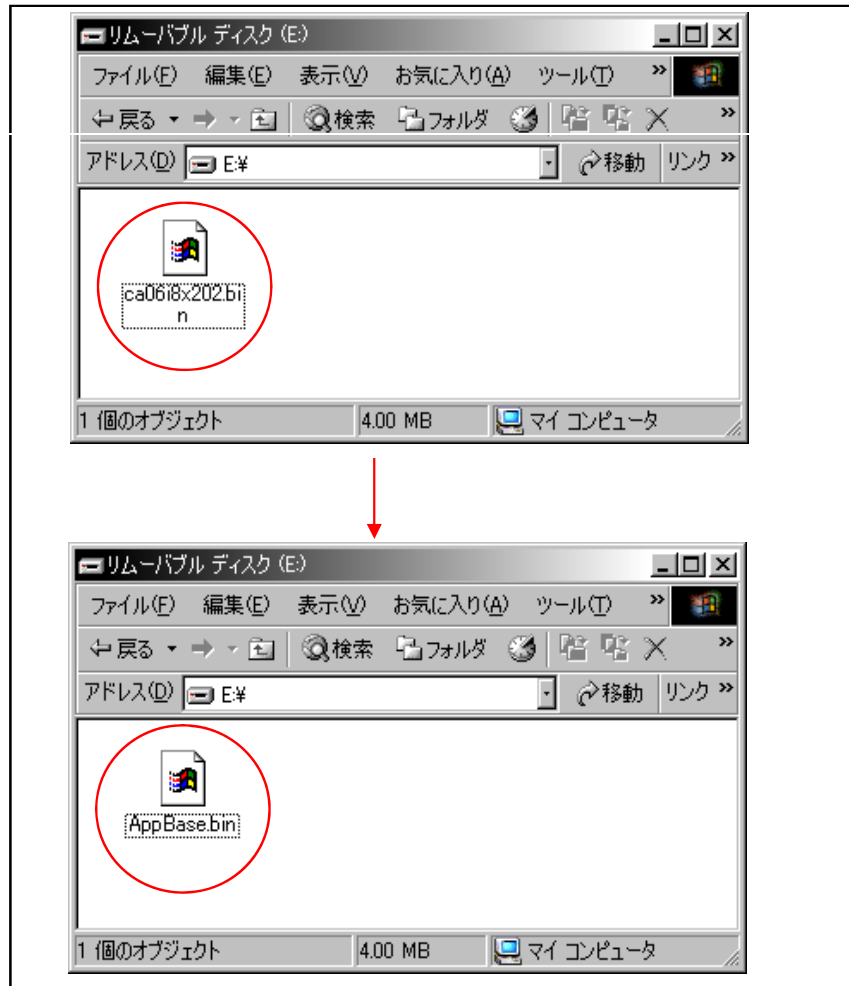 リムーバブル ディスク (E:)
ファイル(F) 編集(E) 表示(V) お気に入り(A) ツール(T) »
戻る 検索 フォルダ »
アドレス(D) E:¥ 移動 リンク »
ca06i8x202.bi
n
1 個のオブジェクト 4.00 MB マイ コンピュータ
リムーバブル ディスク (E:)
ファイル(F) 編集(E) 表示(V) お気に入り(A) ツール(T) »
戻る 検索 フォルダ »
アドレス(D) E:¥ 移動 リンク »
AppBase.bin
1 個のオブジェクト 4.00 MB マイ コンピュータ